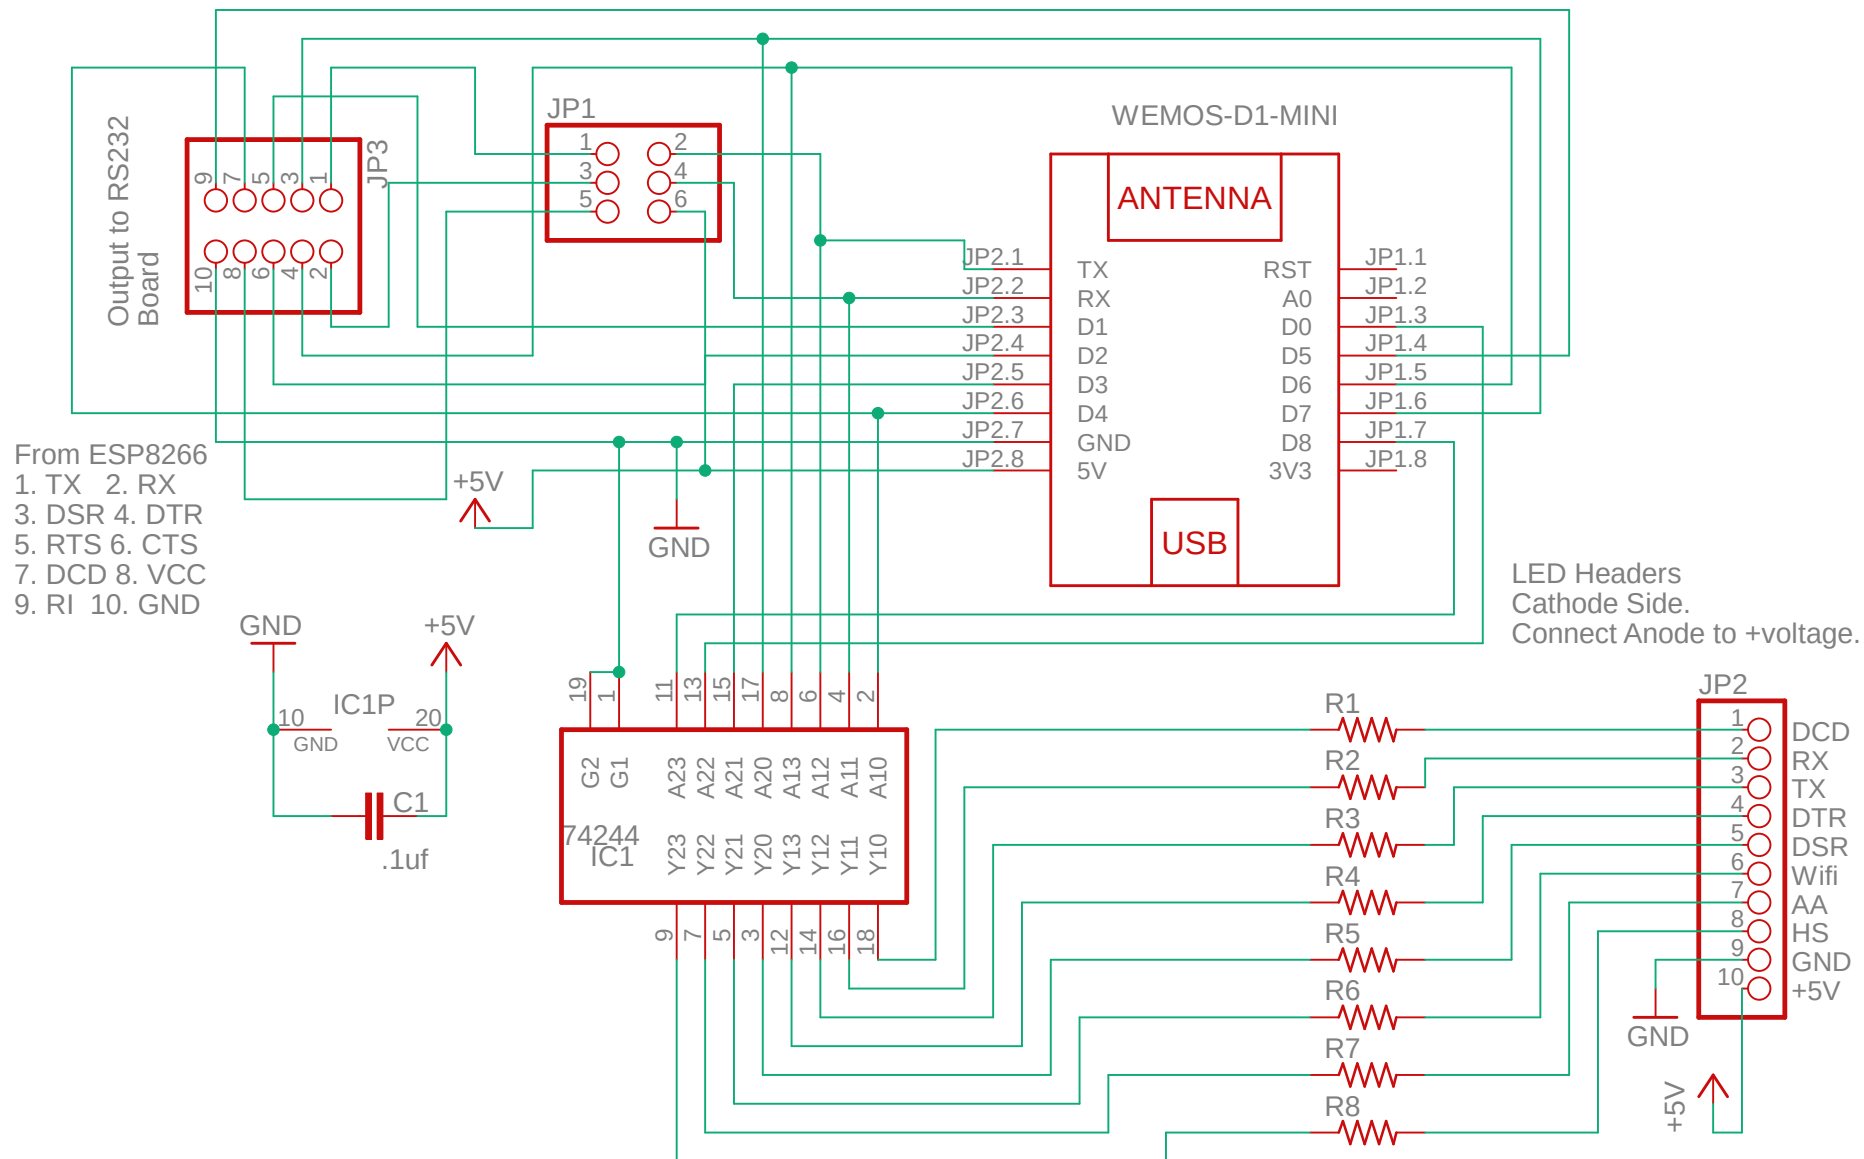 WEMOS-D1-MINI
ANTENNA
USB
JP2.1 TX
JP2.2 RX
JP2.3 D1
JP2.4 D2
JP2.5 D3
JP2.6 D4
JP2.7 GND
JP2.8 5V
RST JP1.1
A0 JP1.2
D0 JP1.3
D5 JP1.4
D6 JP1.5
D7 JP1.6
D8 JP1.7
3V3 JP1.8
JP1
1 2
3 4
5 6
Output to RS232
Board
JP3
9 7 5 3 1
10 8 6 4 2
From ESP8266
1. TX 2. RX
3. DSR 4. DTR
5. RTS 6. CTS
7. DCD 8. VCC
9. RI 10. GND
+5V
GND
GND
+5V
IC1P
10 20
GND VCC
C1
.1uf
19 1 11 13 15 17 8 6 4 2
G2 G1 A23 A22 A21 A20 A13 A12 A11 A10
74244
IC1
Y23 Y22 Y21 Y20 Y13 Y12 Y11 Y10
9 7 5 3 12 14 16 18
R1
R2
R3
R4
R5
R6
R7
R8
LED Headers
Cathode Side.
Connect Anode to +voltage.
JP2
1 DCD
2 RX
3 TX
4 DTR
5 DSR
6 Wifi
7 AA
8 HS
9 GND
10 +5V
GND
+5V